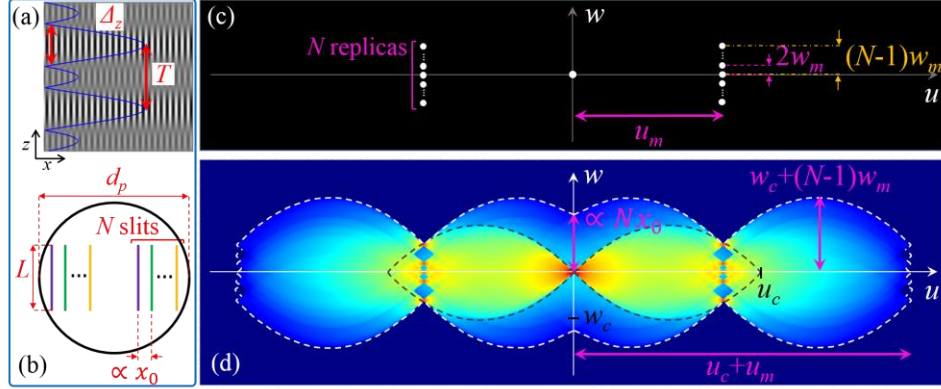 (a)
Δz
T
z
x
dp
N slits
L
(b)
∝ x0
(c)
w
N replicas
2wm
(N-1)wm
u
um
w
wc+(N-1)wm
∝ Nx0
uc
u
wc
(d)
uc+um